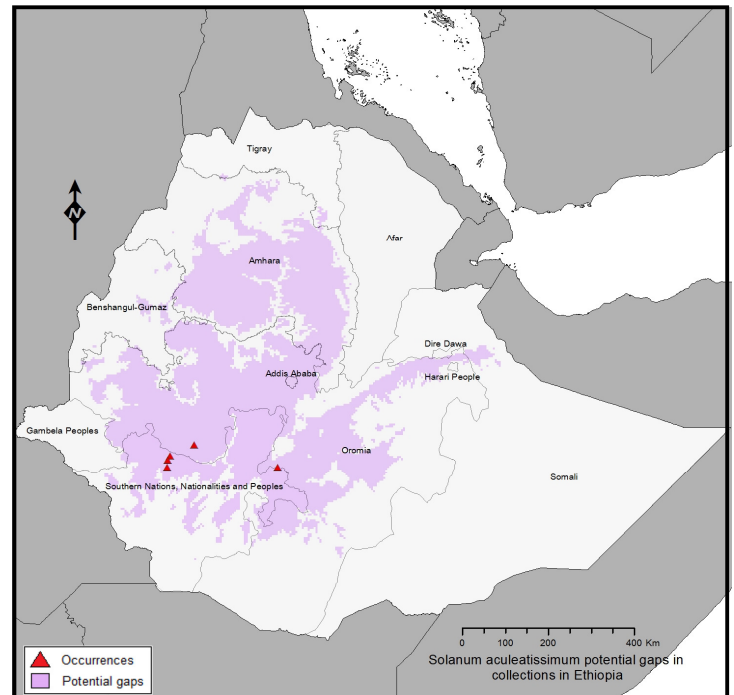 Tigray
N
Afar
Amhara
Benshangul-Gumaz
Dire Dawa
Addis Ababa
Harari People
Gambela Peoples
Oromia
Somali
Southern Nations, Nationalities and Peoples
0 100 200 400 Km
Solanum aculeatissimum potential gaps in
collections in Ethiopia
Occurrences
Potential gaps